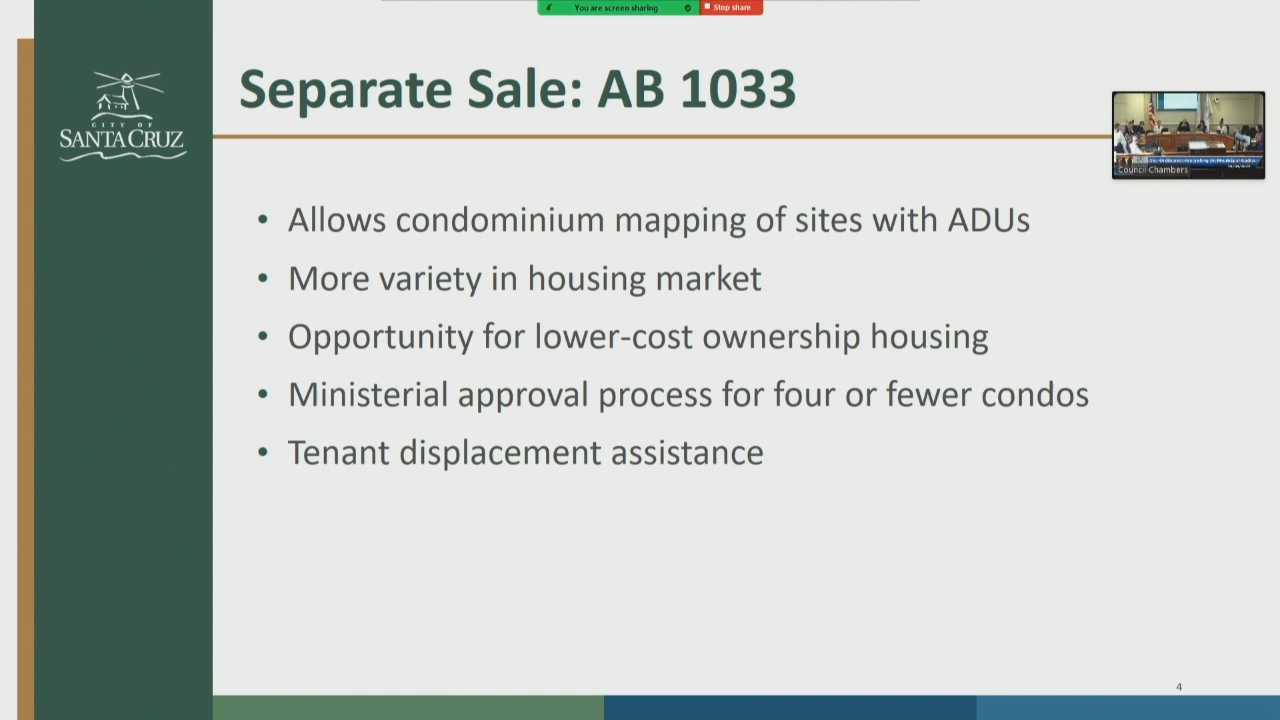 You are screen sharing
Stop share
Separate Sale: AB 1033
CITY OF
SANTA CRUZ
Council Chambers
• Allows condominium mapping of sites with ADUs
• More variety in housing market
• Opportunity for lower-cost ownership housing
• Ministerial approval process for four or fewer condos
• Tenant displacement assistance
4